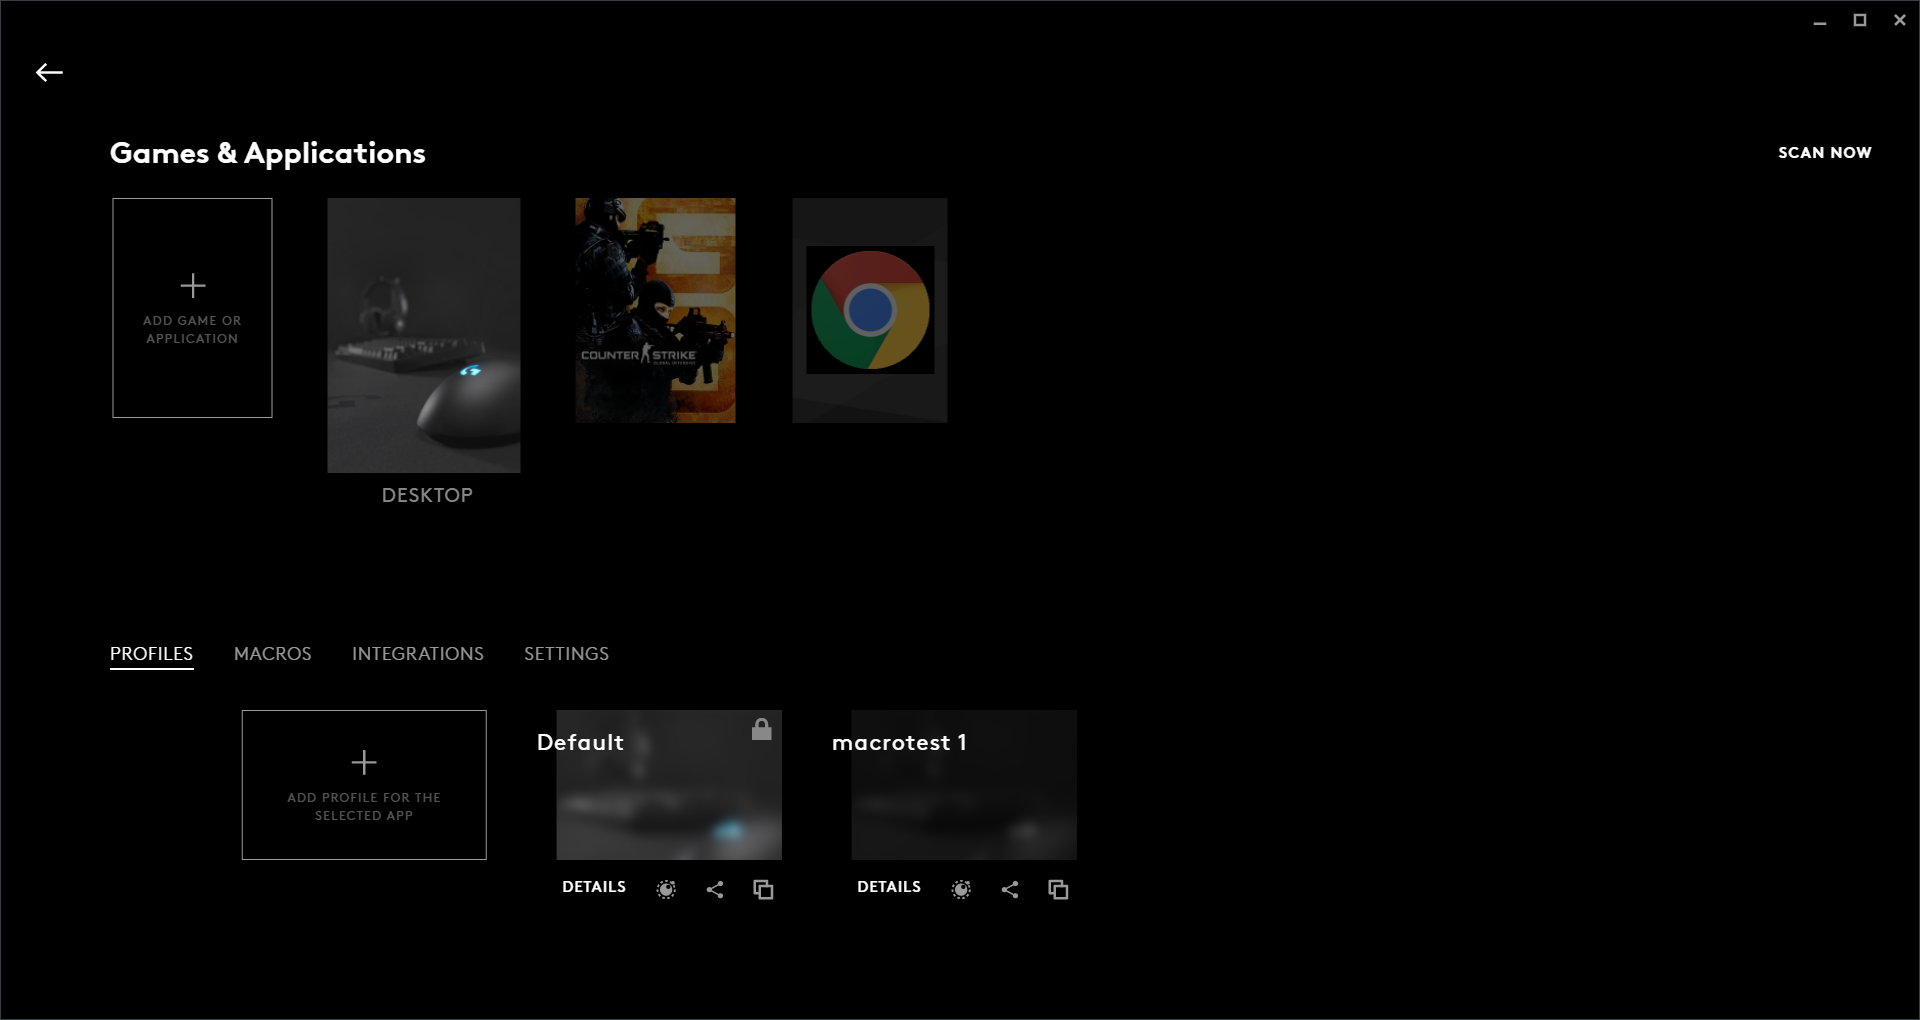 Games & Applications
SCAN NOW
ADD GAME OR
APPLICATION
COUNTER STRIKE
DESKTOP
PROFILES
MACROS
INTEGRATIONS
SETTINGS
ADD PROFILE FOR THE
SELECTED APP
Default
macrotest 1
DETAILS
DETAILS